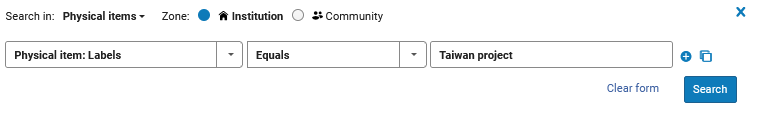 Search in: Physical items Zone: Institution Community
Physical item: Labels Equals Taiwan project
Clear form Search